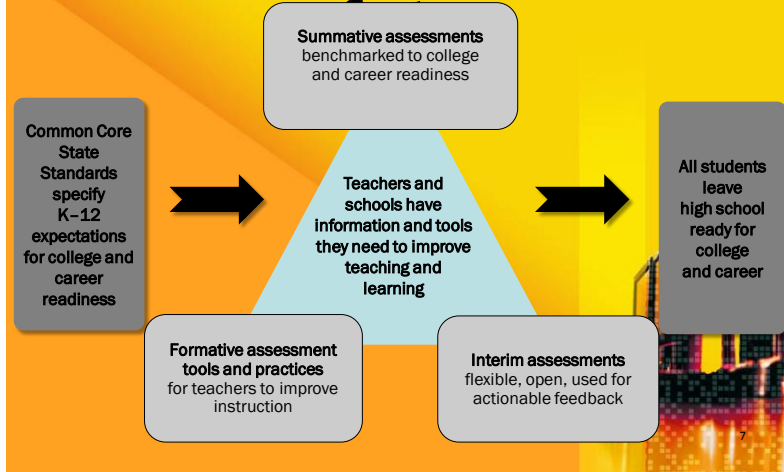 Summative assessments
benchmarked to college
and career readiness
Common Core
State
Standards
specify
K–12
expectations
for college and
career
readiness
Teachers and
schools have
information and tools
they need to improve
teaching and
learning
All students
leave
high school
ready for
college
and career
Formative assessment
tools and practices
for teachers to improve
instruction
Interim assessments
flexible, open, used for
actionable feedback
7